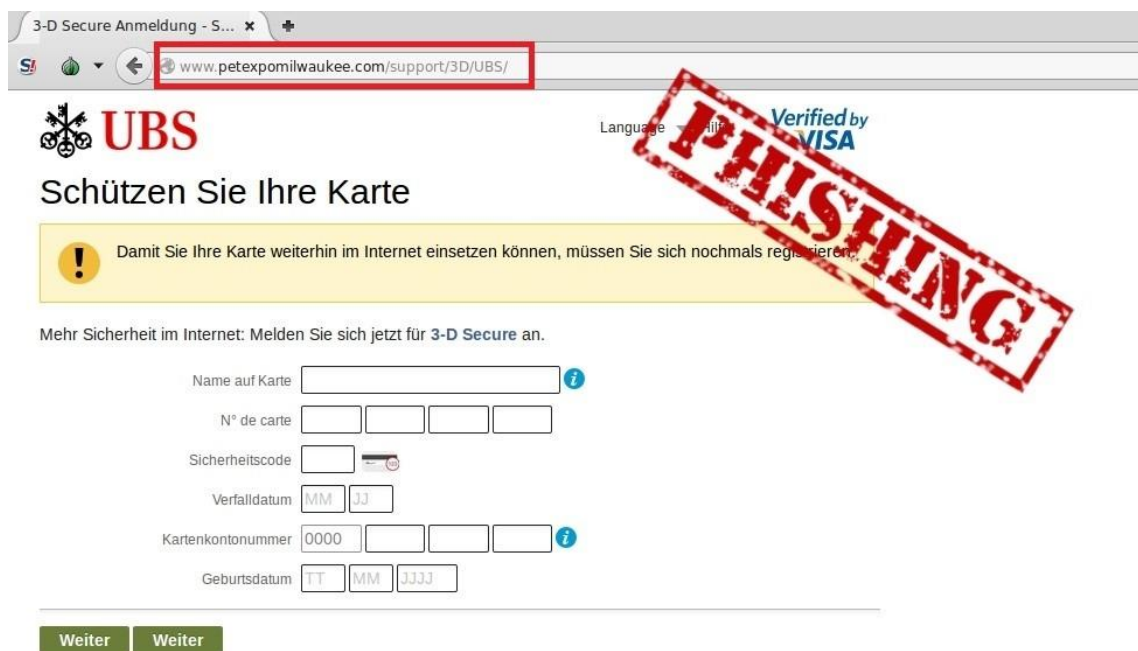 3-D Secure Anmeldung - S...
www.petexpomilwaukee.com/support/3D/UBS/
UBS
Language Hilfe Verified by VISA
PHISHING
Schützen Sie Ihre Karte
Damit Sie Ihre Karte weiterhin im Internet einsetzen können, müssen Sie sich nochmals registrieren.
Mehr Sicherheit im Internet: Melden Sie sich jetzt für 3-D Secure an.
Name auf Karte
N° de carte
Sicherheitscode
Verfalldatum MM JJ
Kartenkontonummer 0000
Geburtsdatum TT MM JJJJ
Weiter Weiter